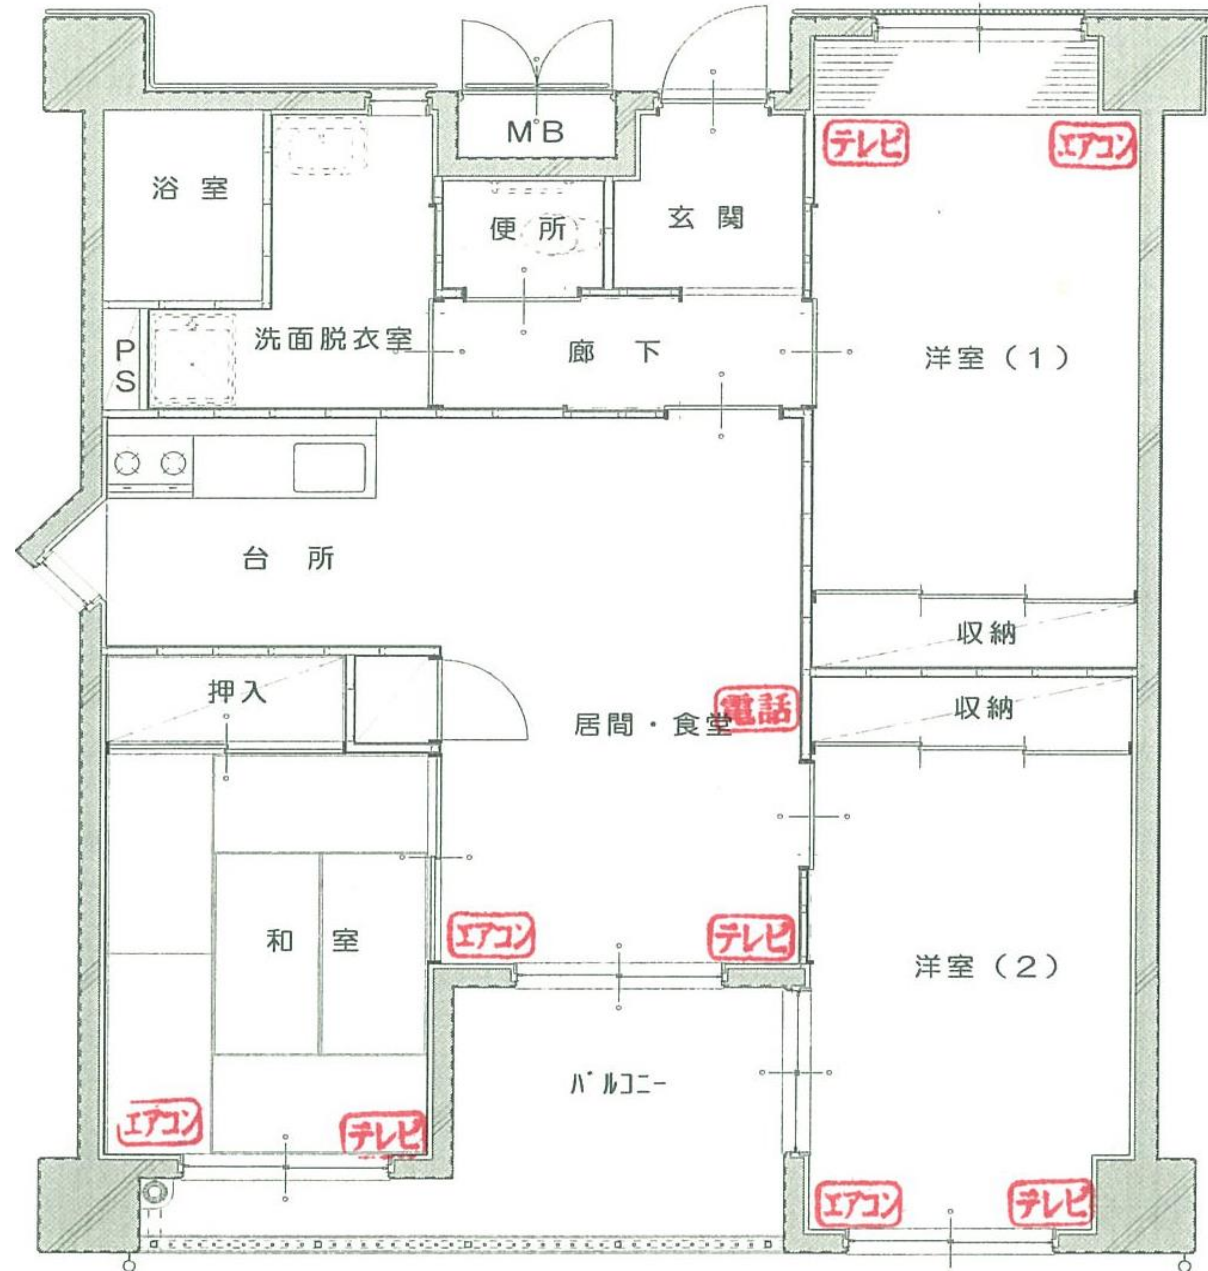 MB
テレビ
エアコン
浴室
便所
玄関
洗面脱衣室
廊下
洋室(1)
PS
台所
収納
押入
収納
電話
居間・食堂
エアコン
テレビ
和室
洋室(2)
バルコニー
エアコン
テレビ
エアコン
テレビ